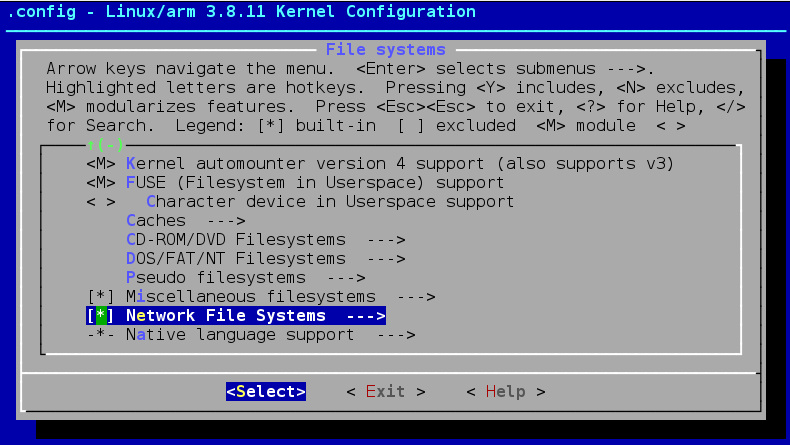 .config - Linux/arm 3.8.11 Kernel Configuration
File systems
Arrow keys navigate the menu.  <Enter> selects submenus --->.
Highlighted letters are hotkeys.  Pressing <Y> includes, <N> excludes,
<M> modularizes features.  Press <Esc><Esc> to exit, <?> for Help, </>
for Search.  Legend: [*] built-in  [ ] excluded  <M> module  < >
↑(-)
<M> Kernel automounter version 4 support (also supports v3)
<M> FUSE (Filesystem in Userspace) support
< >   Character device in Userspace support
Caches  --->
CD-ROM/DVD Filesystems  --->
DOS/FAT/NT Filesystems  --->
Pseudo filesystems  --->
[*] Miscellaneous filesystems  --->
[*] Network File Systems  --->
-*- Native language support  --->
<Select>    < Exit >    < Help >